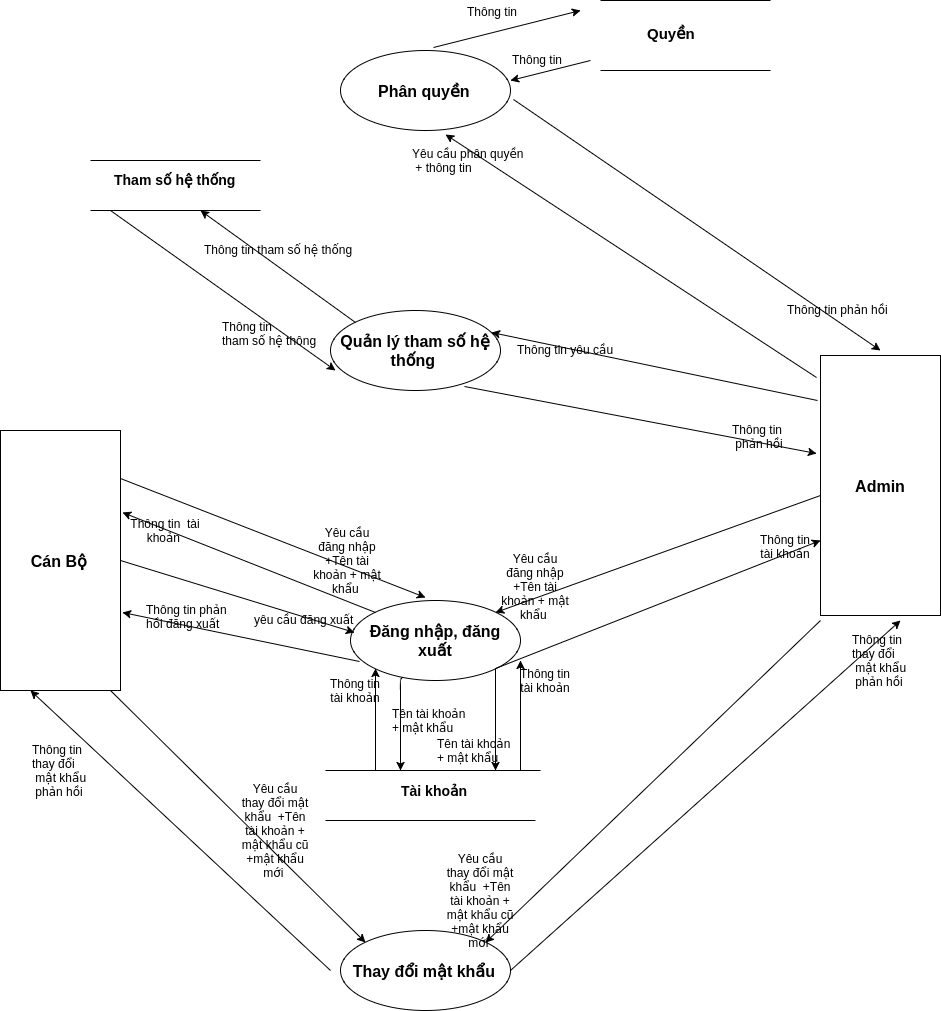 Thông tin
Quyền
Thông tin
Phân quyền
Yêu cầu phân quyền
+ thông tin
Tham số hệ thống
Thông tin tham số hệ thống
Thông tin phản hồi
Thông tin
tham số hệ thông
Quản lý tham số hệ
thống
Thông tin yêu cầu
Thông tin
phản hồi
Admin
Cán Bộ
Thông tin tài
khoản
Yêu cầu
đăng nhập
+Tên tài
khoản + mật
khẩu
Yêu cầu
đăng nhập
+Tên tài
khoản + mật
khẩu
Thông tin
tài khoản
Thông tin phản
hồi đăng xuất
yêu cầu đăng xuất
Đăng nhập, đăng
xuất
Thông tin
thay đổi
mật khẩu
phản hồi
Thông tin
tài khoản
Thông tin
tài khoản
Tên tài khoản
+ mật khẩu
Tên tài khoản
+ mật khẩu
Thông tin
thay đổi
mật khẩu
phản hồi
Tài khoản
Yêu cầu
thay đổi mật
khẩu +Tên
tài khoản +
mật khẩu cũ
+mật khẩu
mới
Yêu cầu
thay đổi mật
khẩu +Tên
tài khoản +
mật khẩu cũ
+mật khẩu
mới
Thay đổi mật khẩu